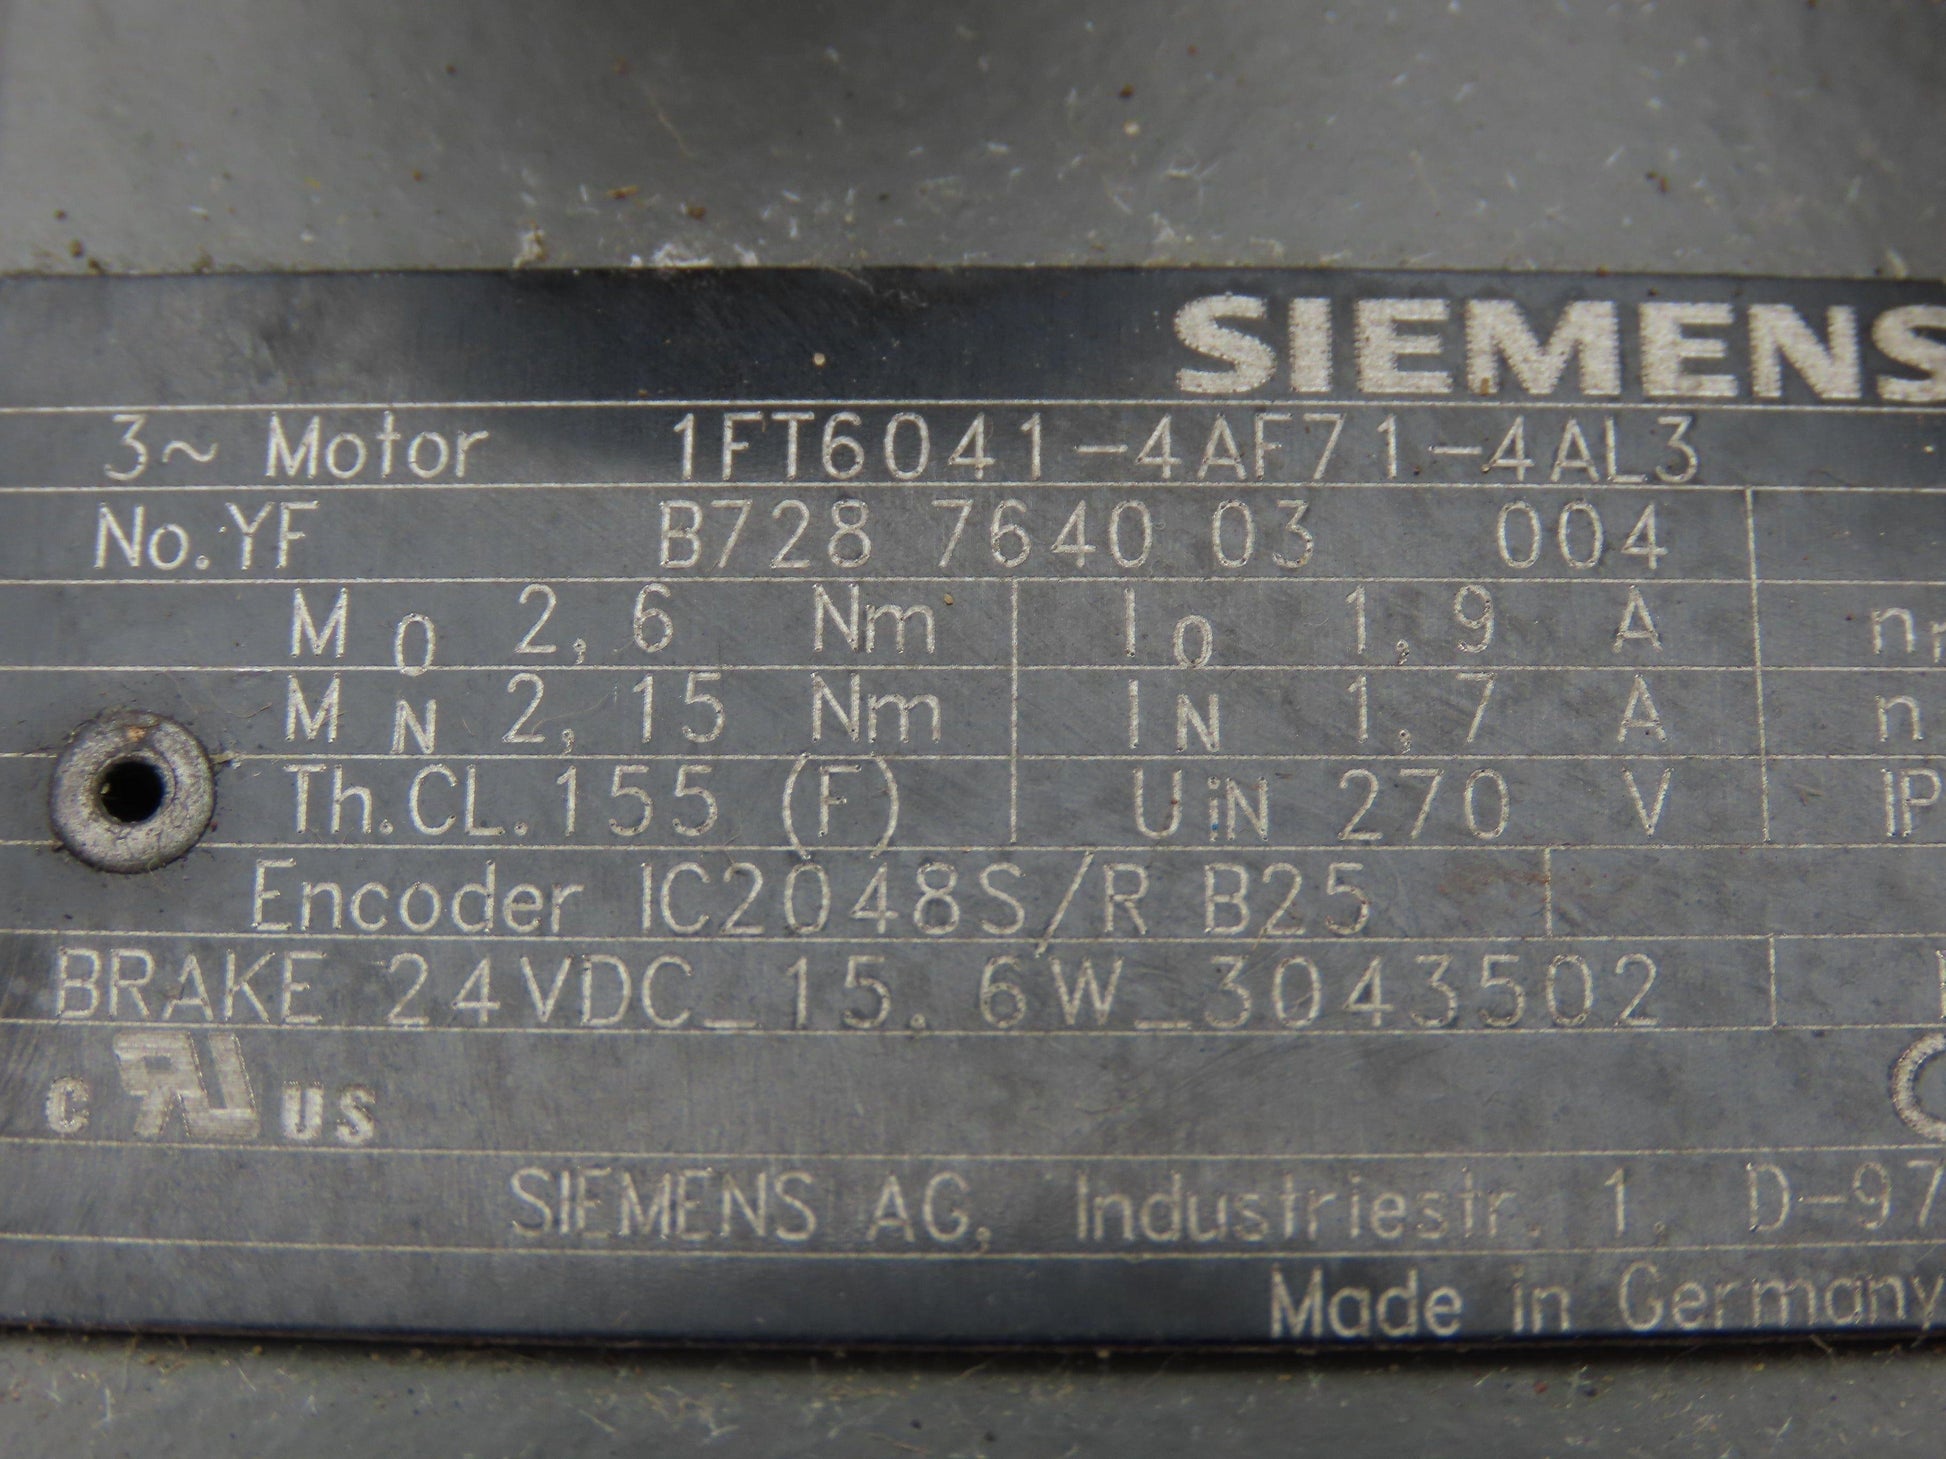 SIEMENS
3~ Motor 1FT6041-4AF71-4AL3
No.YF B728 7640 03 004
M0 2,6 Nm I0 1,9 A
MN 2,15 Nm IN 1,7 A n
Th.CL.155 (F) UiN 270 V IP
Encoder IC2048S/R B25
BRAKE 24VDC_15.6W_3043502
C RU US
SIEMENS AG, Industriestr. 1, D-97
Made in Germany